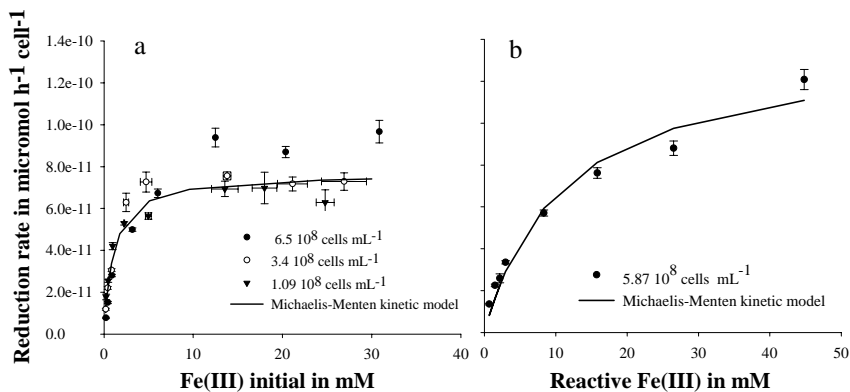 Reduction rate in micromol h-1 cell-1
a
1.4e-10
1.2e-10
1.0e-10
8.0e-11
6.0e-11
4.0e-11
2.0e-11
0.0
6.5 10^8 cells mL-1
3.4 10^8 cells mL-1
1.09 10^8 cells mL-1
Michaelis-Menten kinetic model
0 10 20 30 40
Fe(III) initial in mM
b
5.87 10^8 cells mL-1
Michaelis-Menten kinetic model
0 10 20 30 40 50
Reactive Fe(III) in mM